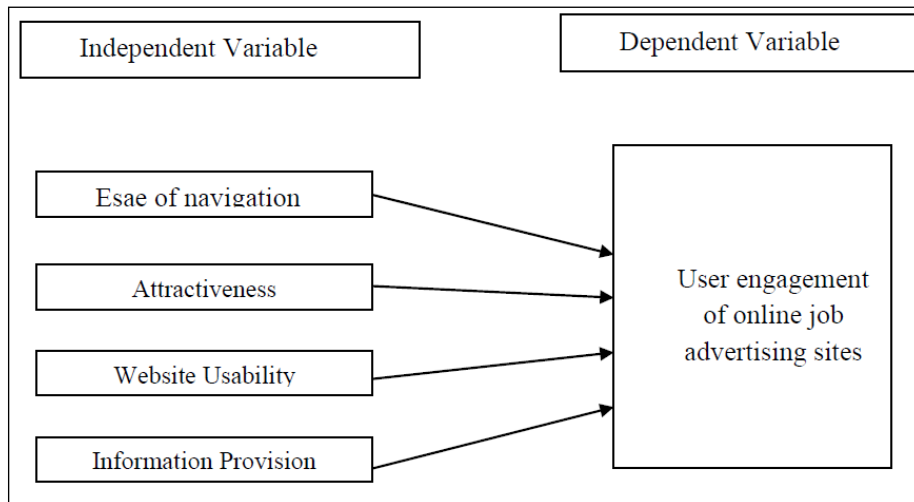 Independent Variable
Dependent Variable
Esae of navigation
Attractiveness
Website Usability
Information Provision
User engagement
of online job
advertising sites